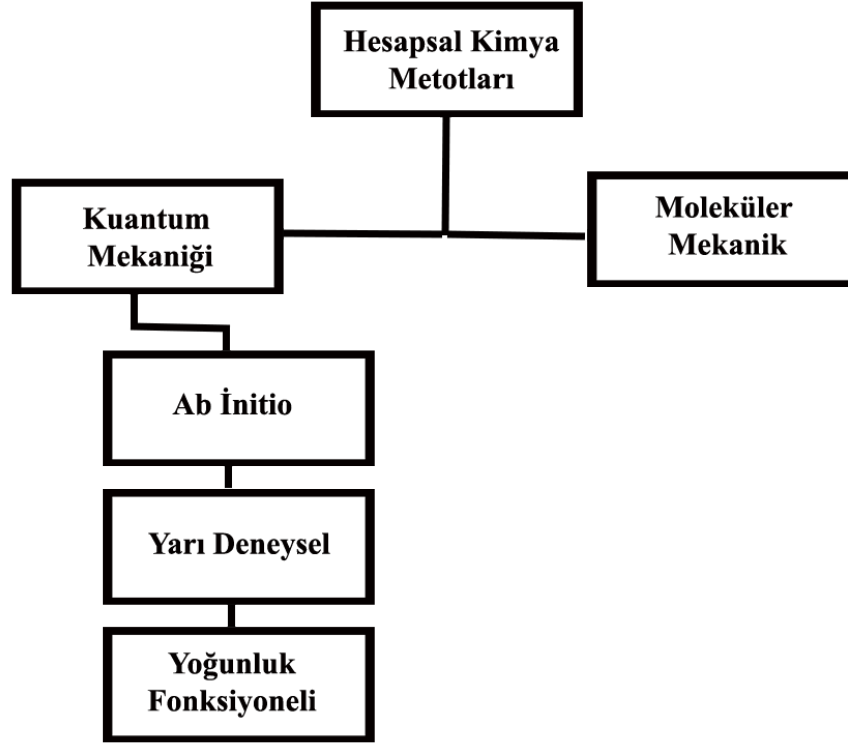 Hesapsal Kimya
Metotları
Kuantum
Mekaniği
Moleküler
Mekanik
Ab İnitio
Yarı Deneysel
Yoğunluk
Fonksiyoneli